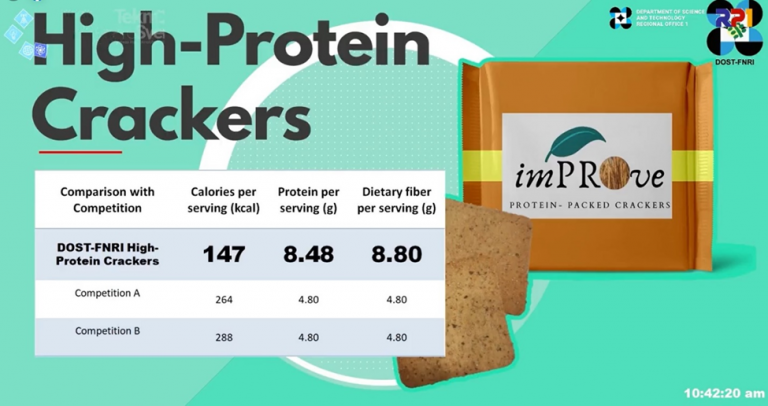 Tekno
High-Protein
Crackers
DEPARTMENT OF SCIENCE
AND TECHNOLOGY
REGIONAL OFFICE 1
RPI
DOST-FNRI
imPROve
PROTEIN- PACKED CRACKERS
Comparison with Competition | Calories per serving (kcal) | Protein per serving (g) | Dietary fiber per serving (g)
DOST-FNRI High-Protein Crackers | 147 | 8.48 | 8.80
Competition A | 264 | 4.80 | 4.80
Competition B | 288 | 4.80 | 4.80
10:42:20 am